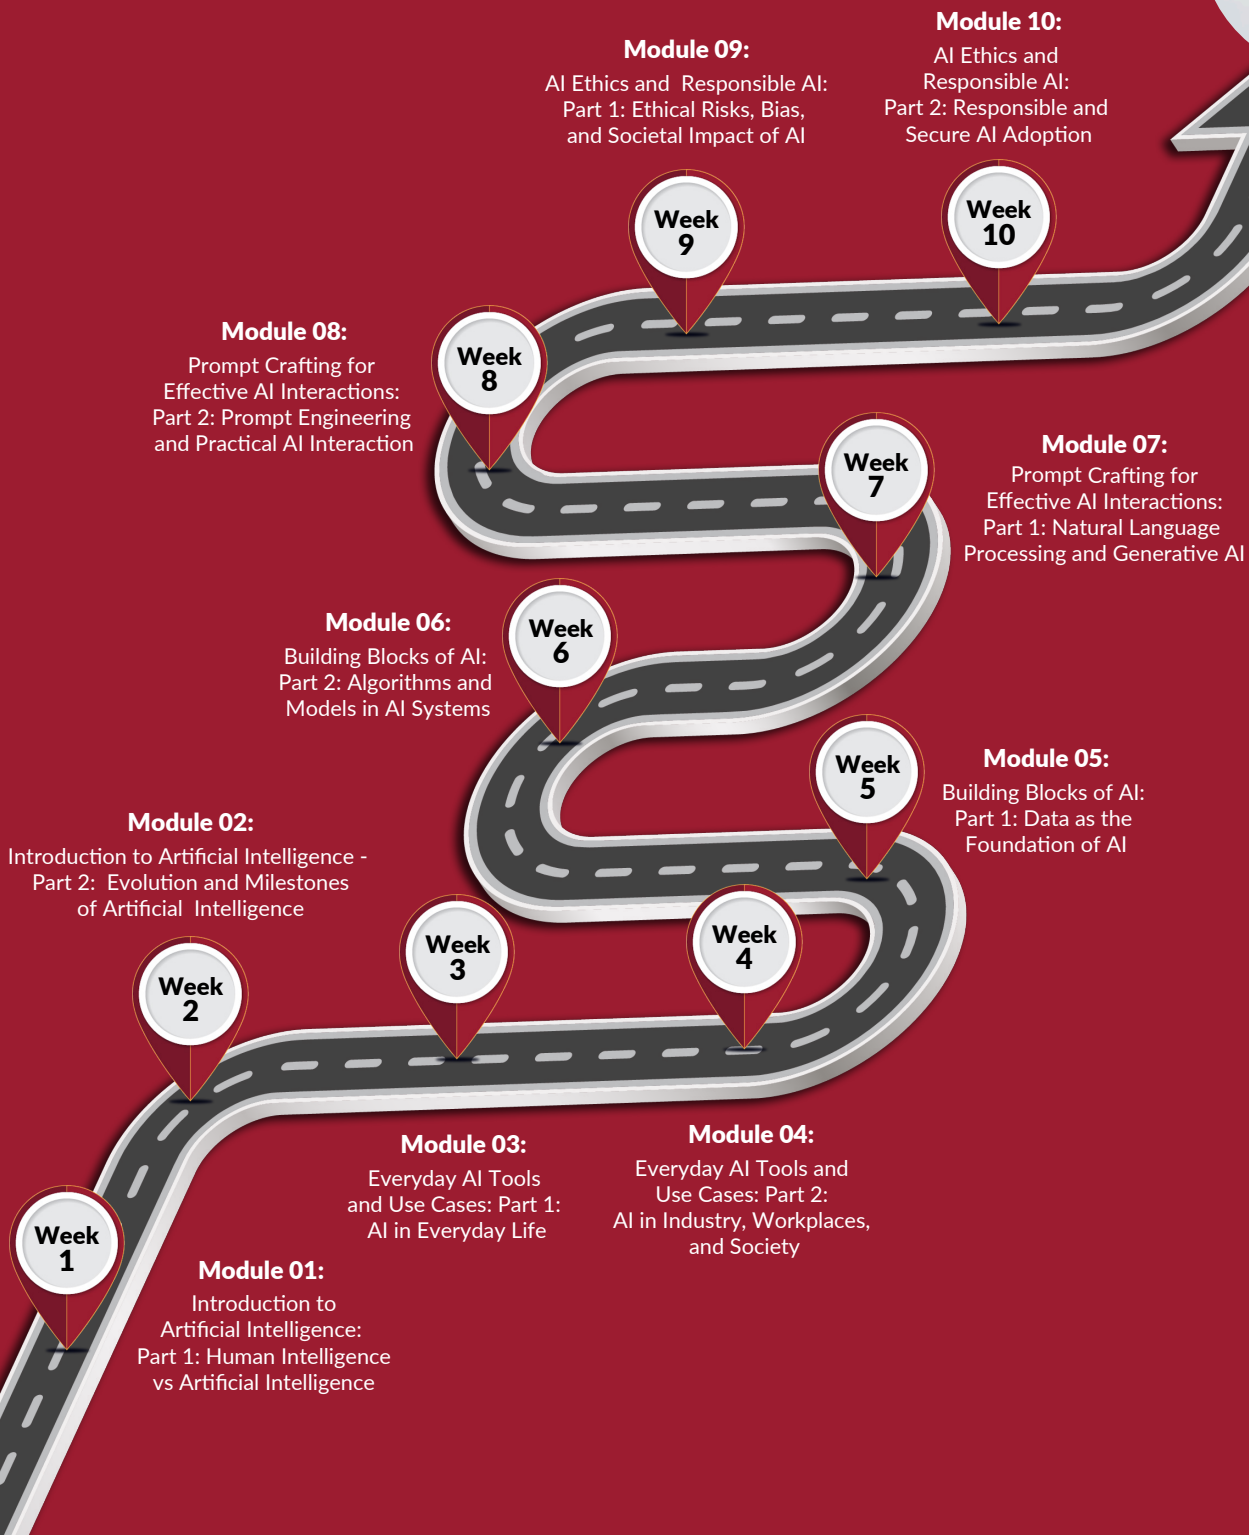 Module 10:
AI Ethics and
Responsible AI:
Part 2: Responsible and
Secure AI Adoption
Module 09:
AI Ethics and  Responsible AI:
Part 1: Ethical Risks, Bias,
and Societal Impact of AI
Week
10
Week
9
Module 08:
Prompt Crafting for
Effective AI Interactions:
Part 2: Prompt Engineering
and Practical AI Interaction
Week
8
Week
7
Module 07:
Prompt Crafting for
Effective AI Interactions:
Part 1: Natural Language
Processing and Generative AI
Module 06:
Building Blocks of AI:
Part 2: Algorithms and
Models in AI Systems
Week
6
Week
5
Module 05:
Building Blocks of AI:
Part 1: Data as the
Foundation of AI
Module 02:
Introduction to Artificial Intelligence -
Part 2:  Evolution and Milestones
of Artificial  Intelligence
Week
2
Week
3
Week
4
Module 03:
Everyday AI Tools
and Use Cases: Part 1:
AI in Everyday Life
Module 04:
Everyday AI Tools and
Use Cases: Part 2:
AI in Industry, Workplaces,
and Society
Week
1
Module 01:
Introduction to
Artificial Intelligence:
Part 1: Human Intelligence
vs Artificial Intelligence